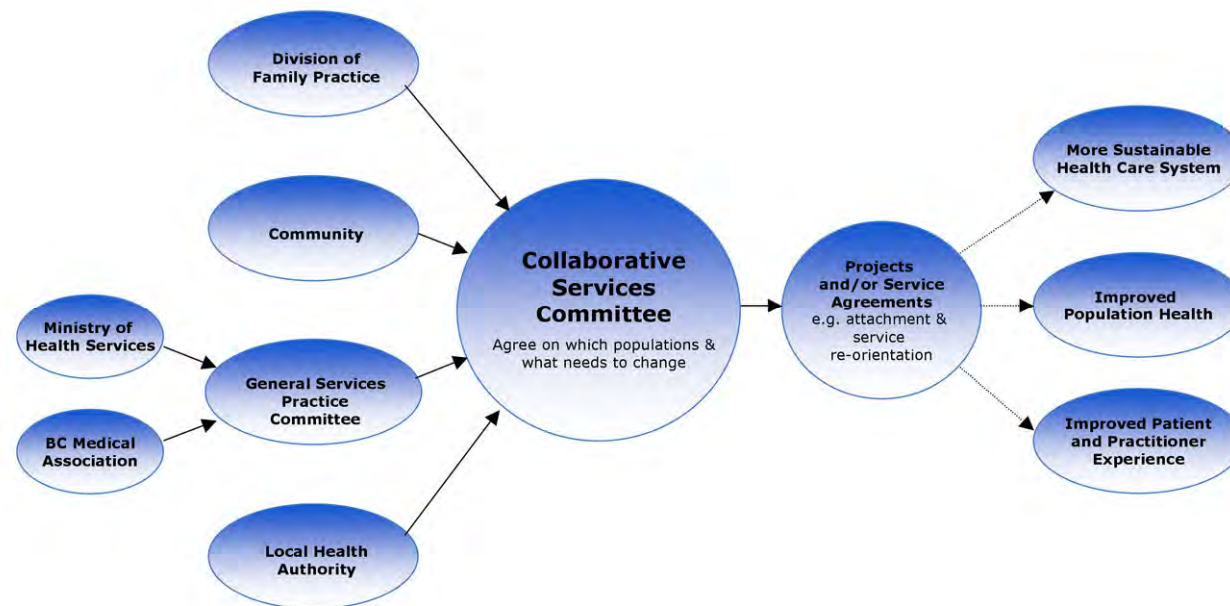 Division of
Family Practice
Community
Ministry of
Health Services
BC Medical
Association
General Services
Practice
Committee
Local Health
Authority
Collaborative
Services
Committee
Agree on which populations &
what needs to change
Projects
and/or Service
Agreements
e.g. attachment &
service
re-orientation
More Sustainable
Health Care System
Improved
Population Health
Improved Patient
and Practitioner
Experience